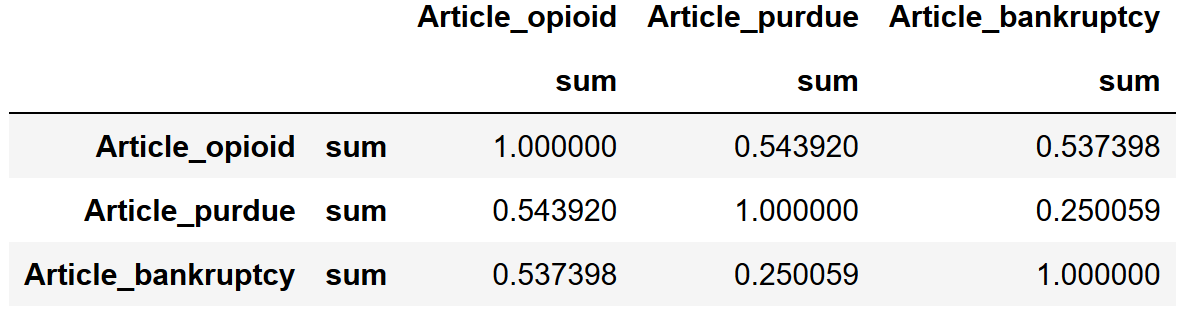 Article_opioid Article_purdue Article_bankruptcy
sum sum sum
Article_opioid sum 1.000000 0.543920 0.537398
Article_purdue sum 0.543920 1.000000 0.250059
Article_bankruptcy sum 0.537398 0.250059 1.000000